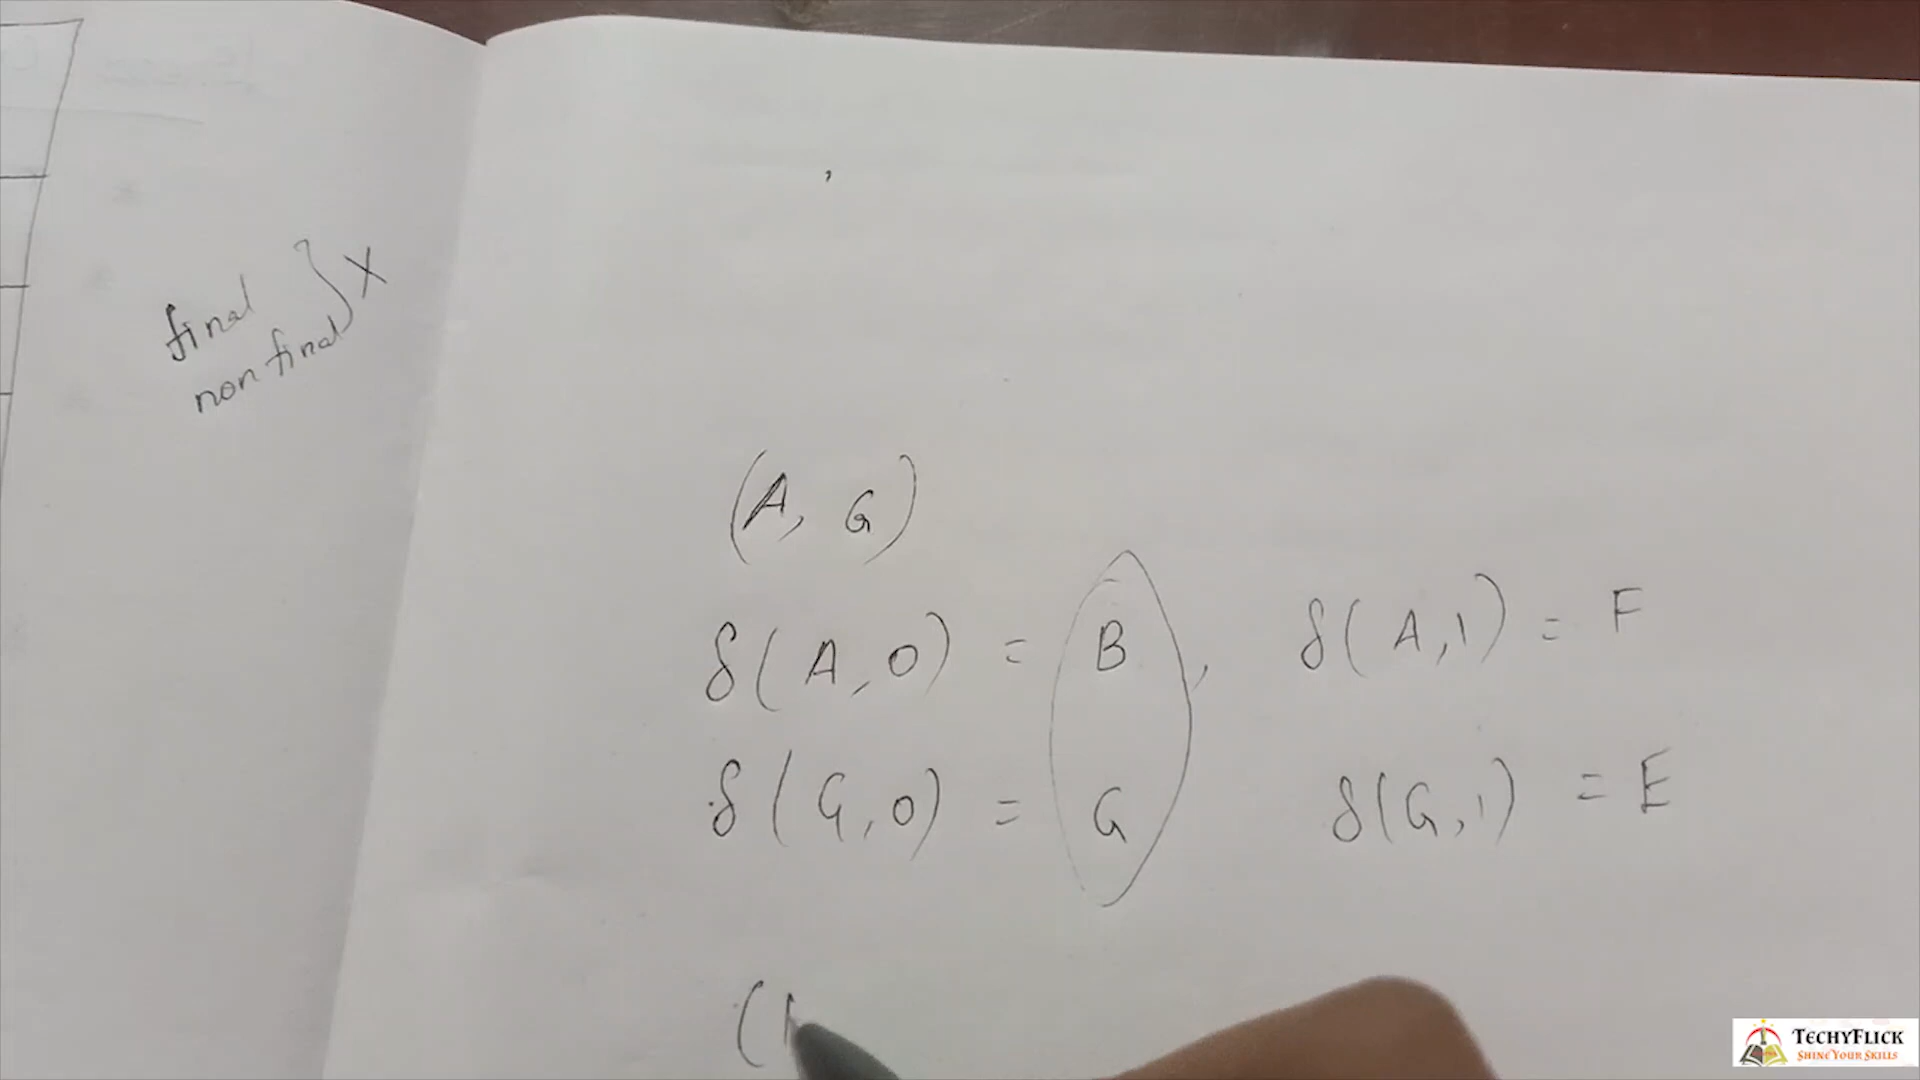 final
non final } X
(A, G)
δ(A,0) = B, δ(A,1) = F
δ(G,0) = G δ(G,1) = E
(
TECHYFLICK
SHINE YOUR SKILLS